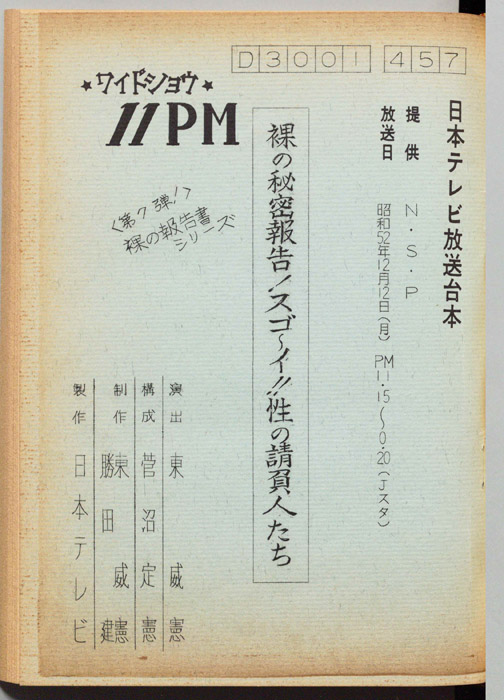 D3001 457
日本テレビ放送台本
提供 N・S・P
放送日 昭和52年12月12日(月) PM11・15〜0・20(Jスタ)
★ワイドショウ★
11PM
裸の秘密報告!スゴ〜イ!!性の請負人たち
<第7弾!>
裸の報告書
シリーズ
演出 東威憲
構成 菅沼定憲
制作 東威憲
勝田建
製作 日本テレビ